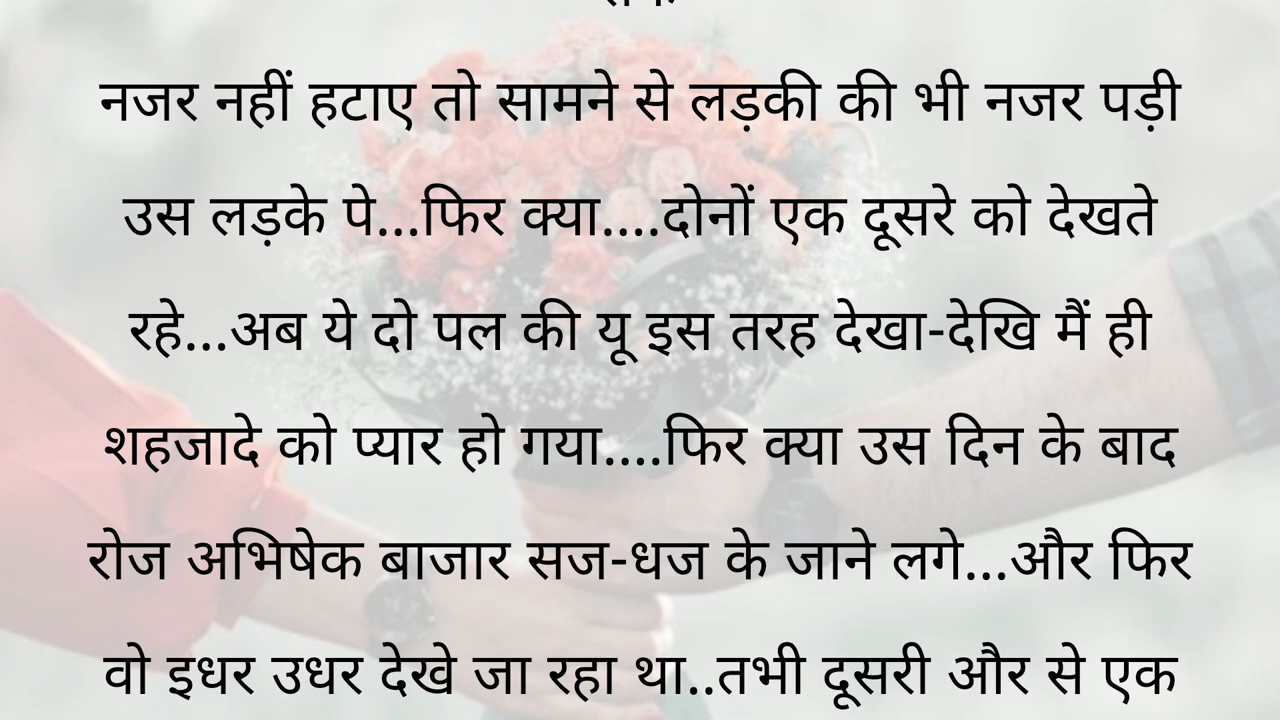 नजर नहीं हटाए तो सामने से लड़की की भी नजर पड़ी
उस लड़के पे...फिर क्या....दोनों एक दूसरे को देखते
रहे...अब ये दो पल की यू इस तरह देखा-देखि मैं ही
शहजादे को प्यार हो गया....फिर क्या उस दिन के बाद
रोज अभिषेक बाजार सज-धज के जाने लगे...और फिर
वो इधर उधर देखे जा रहा था..तभी दूसरी और से एक